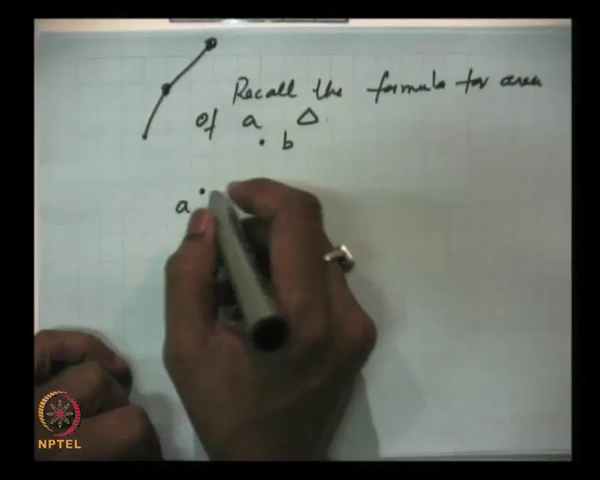 Recall the formula for area
of a Δ.
b
a
NPTEL